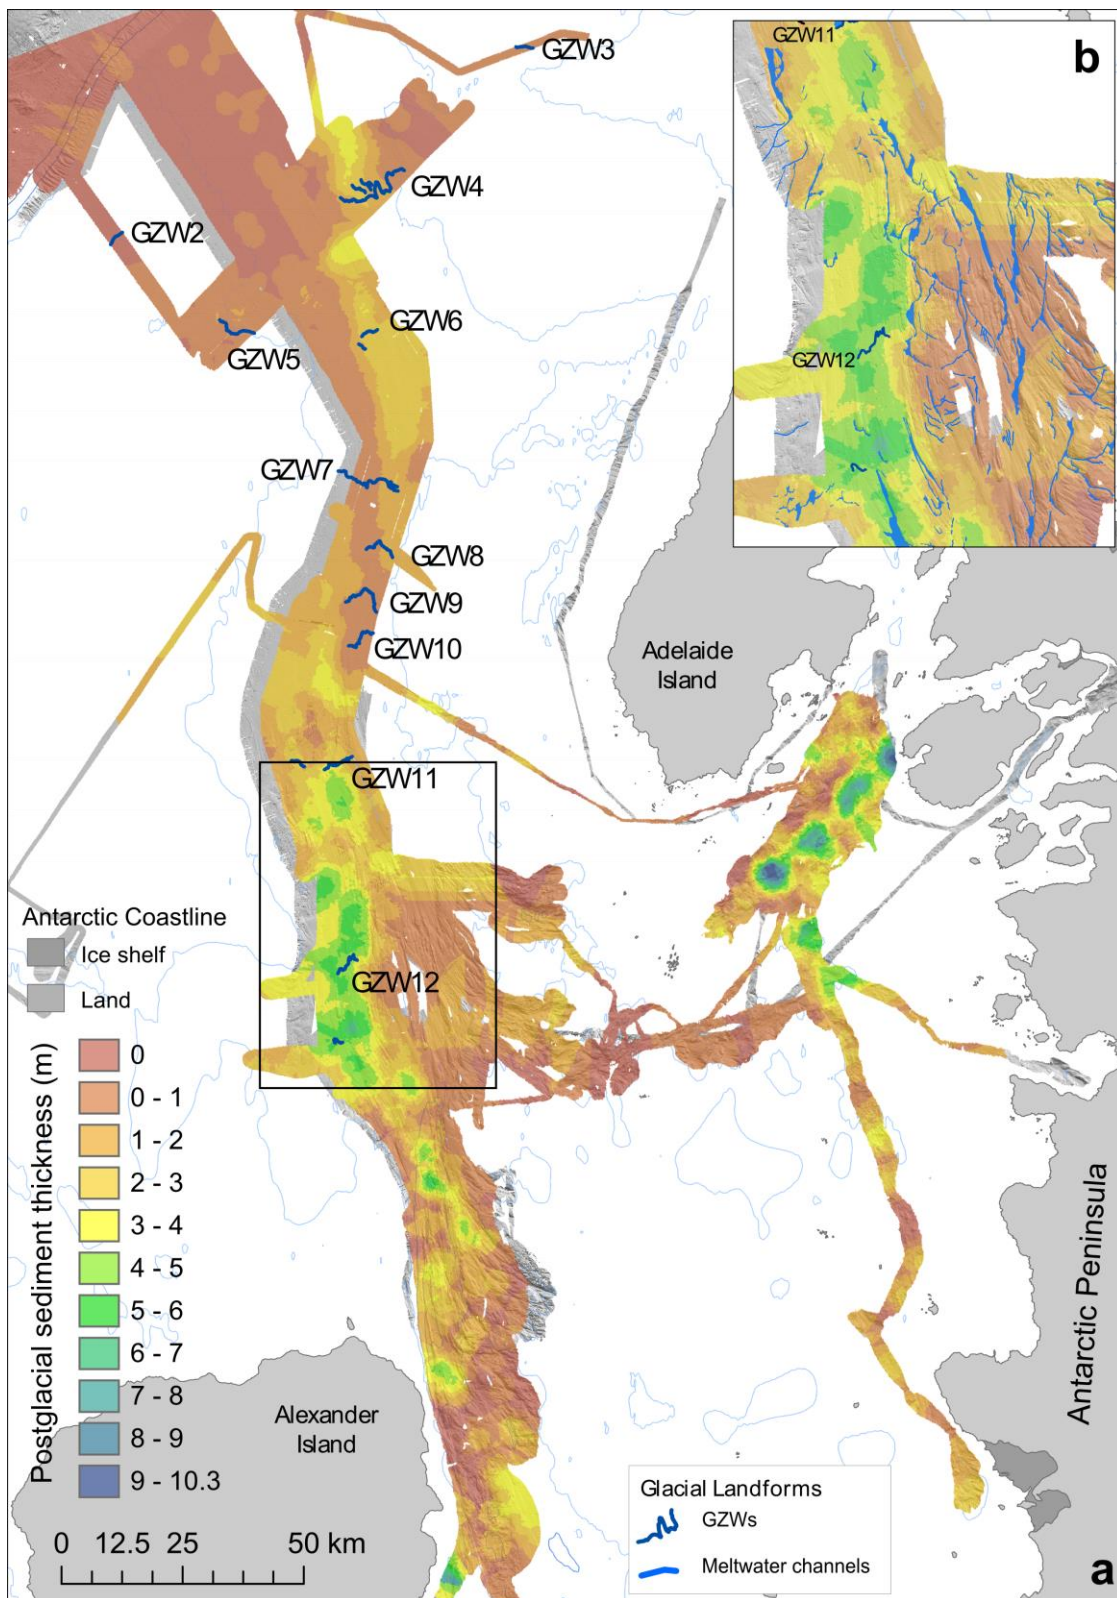 GZW3
GZW11
b
GZW4
GZW2
GZW6
GZW5
GZW12
GZW7
GZW8
GZW9
GZW10
Adelaide
Island
GZW11
Antarctic Coastline
Ice shelf
Land
GZW12
Postglacial sediment thickness (m)
0
0 - 1
1 - 2
2 - 3
3 - 4
4 - 5
5 - 6
6 - 7
7 - 8
8 - 9
9 - 10.3
Antarctic Peninsula
Alexander
Island
Glacial Landforms
GZWs
Meltwater channels
0 12.5 25 50 km
a